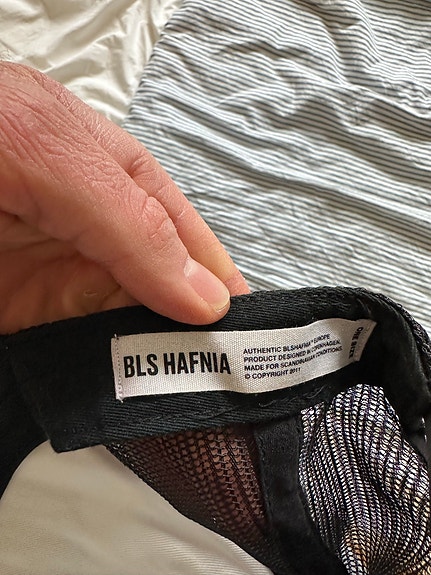 BLS HAFNIA
AUTHENTIC BLSHAFNIA® EUROPE
PRODUCT DESIGNED IN COPENHAGEN.
MADE FOR SCANDINAVIAN CONDITIONS.
© COPYRIGHT 2011
ONE SIZE